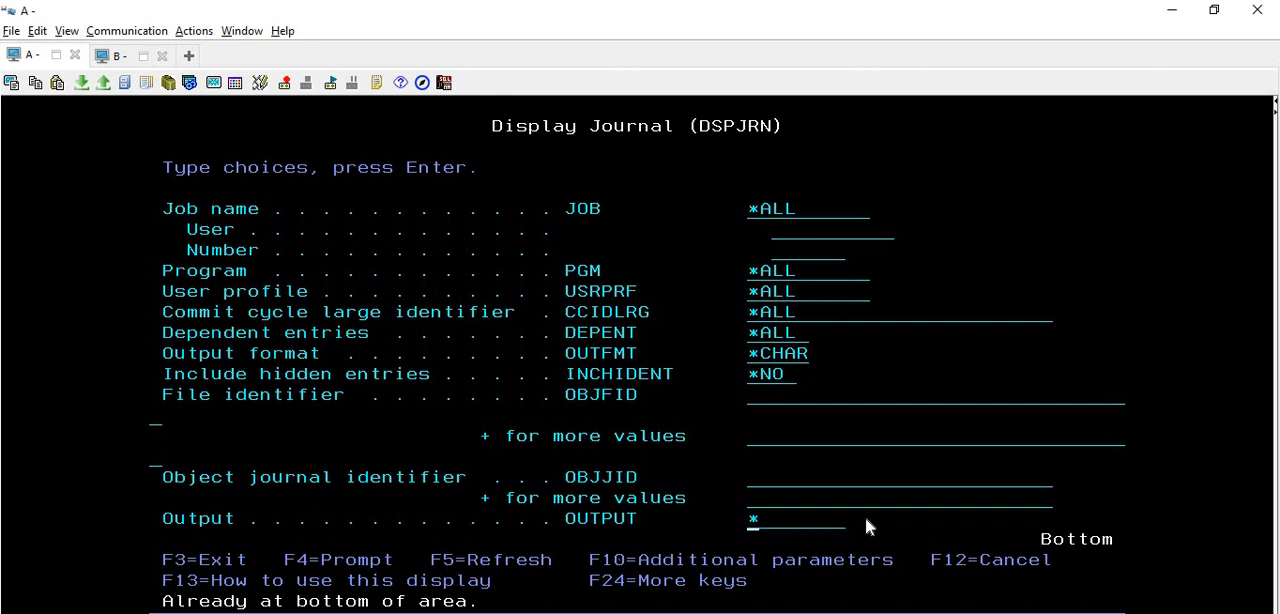 A -
File Edit View Communication Actions Window Help
A - B -
Display Journal (DSPJRN)
Type choices, press Enter.
Job name . . . . . . . . . . . . JOB *ALL
User . . . . . . . . . . . . .
Number . . . . . . . . . . . .
Program . . . . . . . . . . . . PGM *ALL
User profile . . . . . . . . . . USRPRF *ALL
Commit cycle large identifier . CCIDLRG *ALL
Dependent entries . . . . . . . DEPENT *ALL
Output format . . . . . . . . . OUTFMT *CHAR
Include hidden entries . . . . . INCHIDENT *NO
File identifier . . . . . . . . OBJFID
+ for more values
Object journal identifier . . . OBJJID
+ for more values
Output . . . . . . . . . . . . . OUTPUT *
Bottom
F3=Exit F4=Prompt F5=Refresh F10=Additional parameters F12=Cancel
F13=How to use this display F24=More keys
Already at bottom of area.